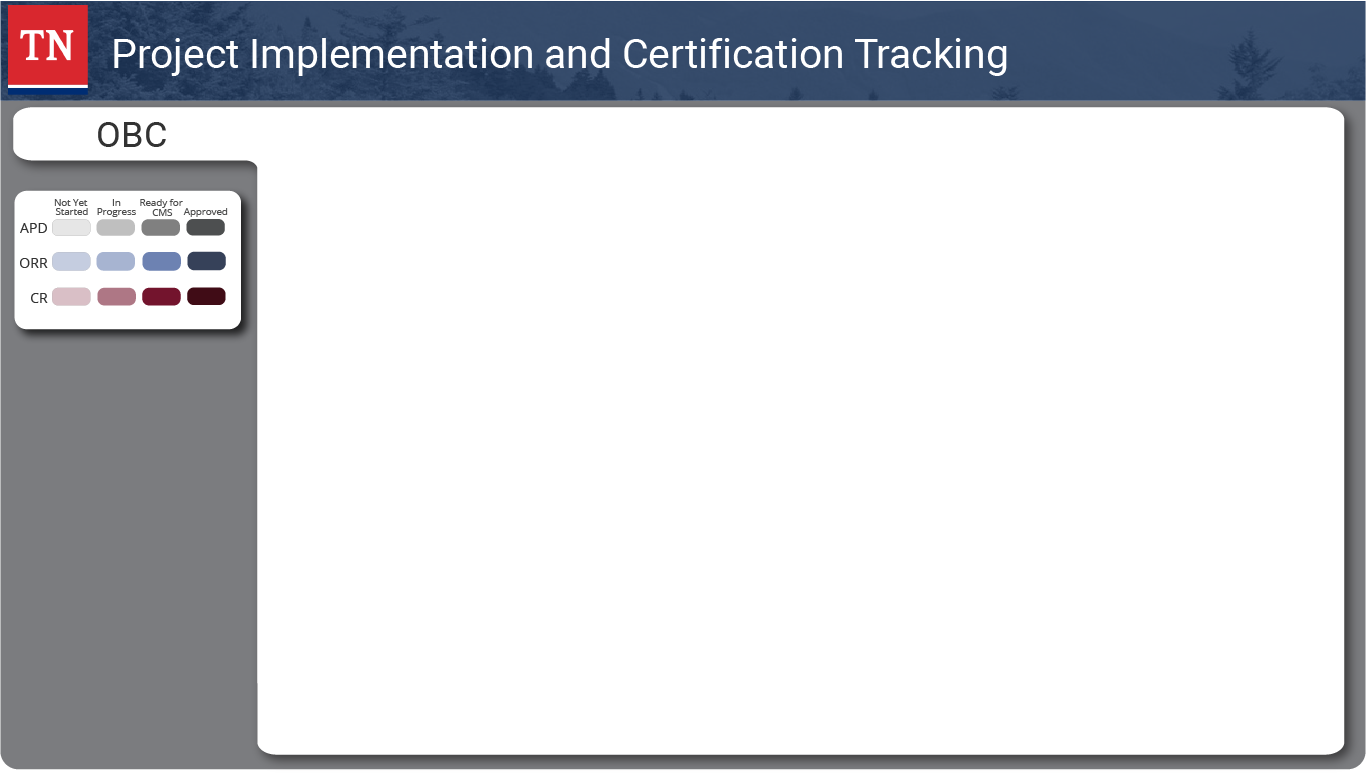 TN
Project Implementation and Certification Tracking
OBC
Not Yet Started In Progress Ready for CMS Approved
APD
ORR
CR